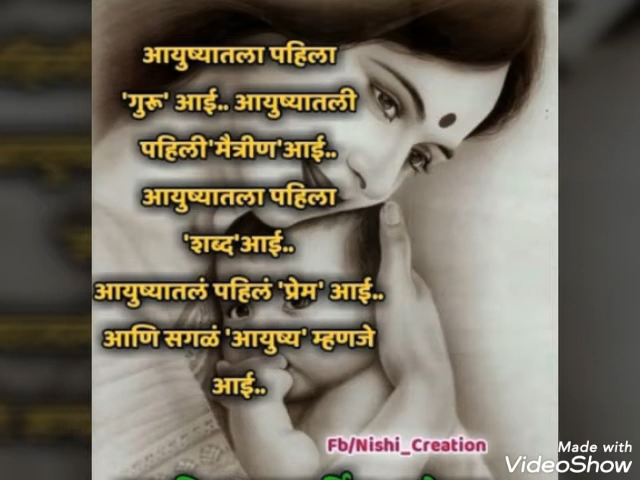 आयुष्यातला पहिला
'गुरू' आई.. आयुष्यातली
पहिली'मैत्रीण'आई..
आयुष्यातला पहिला
'शब्द'आई..
आयुष्यातलं पहिलं 'प्रेम' आई..
आणि सगळं 'आयुष्य' म्हणजे
आई..
Fb/Nishi_Creation
Made with
VideoShow